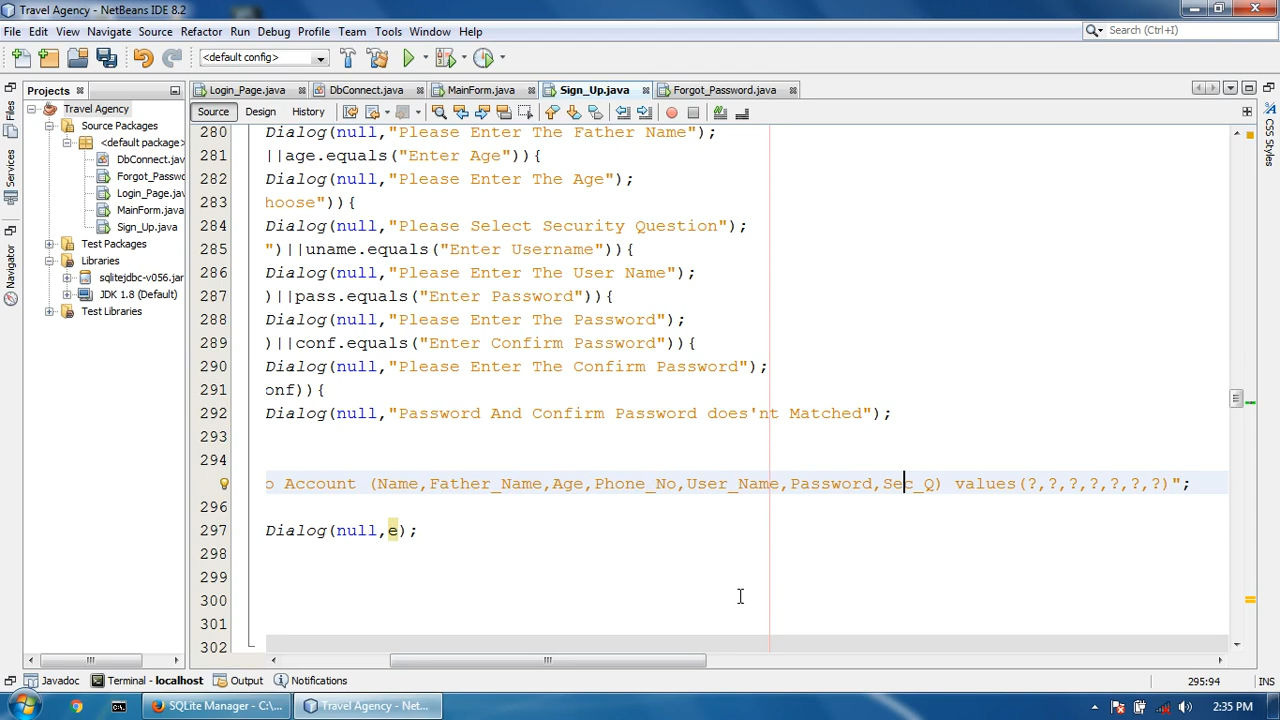 Travel Agency - NetBeans IDE 8.2
File Edit View Navigate Source Refactor Run Debug Profile Team Tools Window Help
Search (Ctrl+I)
<default config>
Projects
Login_Page.java DbConnect.java MainForm.java Sign_Up.java Forgot_Password.java
Source Design History
Files
Services
Navigator
CSS Styles
Travel Agency
Source Packages
<default package>
DbConnect.jav
Forgot_Passwo
Login_Page.jav
MainForm.java
Sign_Up.java
Test Packages
Libraries
sqlitejdbc-v056.jar
JDK 1.8 (Default)
Test Libraries
280 Dialog(null,"Please Enter The Father Name");
281 ||age.equals("Enter Age")){
282 Dialog(null,"Please Enter The Age");
283 hoose")){
284 Dialog(null,"Please Select Security Question");
285 ")||uname.equals("Enter Username")){
286 Dialog(null,"Please Enter The User Name");
287 )||pass.equals("Enter Password")){
288 Dialog(null,"Please Enter The Password");
289 )||conf.equals("Enter Confirm Password")){
290 Dialog(null,"Please Enter The Confirm Password");
291 onf)){
292 Dialog(null,"Password And Confirm Password does'nt Matched");
293
294
o Account (Name,Father_Name,Age,Phone_No,User_Name,Password,Sec_Q) values(?,?,?,?,?,?,?)";
296
297 Dialog(null,e);
298
299
300
301
302
Javadoc Terminal - localhost Output Notifications
295:94 INS
SQLite Manager - C:\... Travel Agency - Net... 2:35 PM